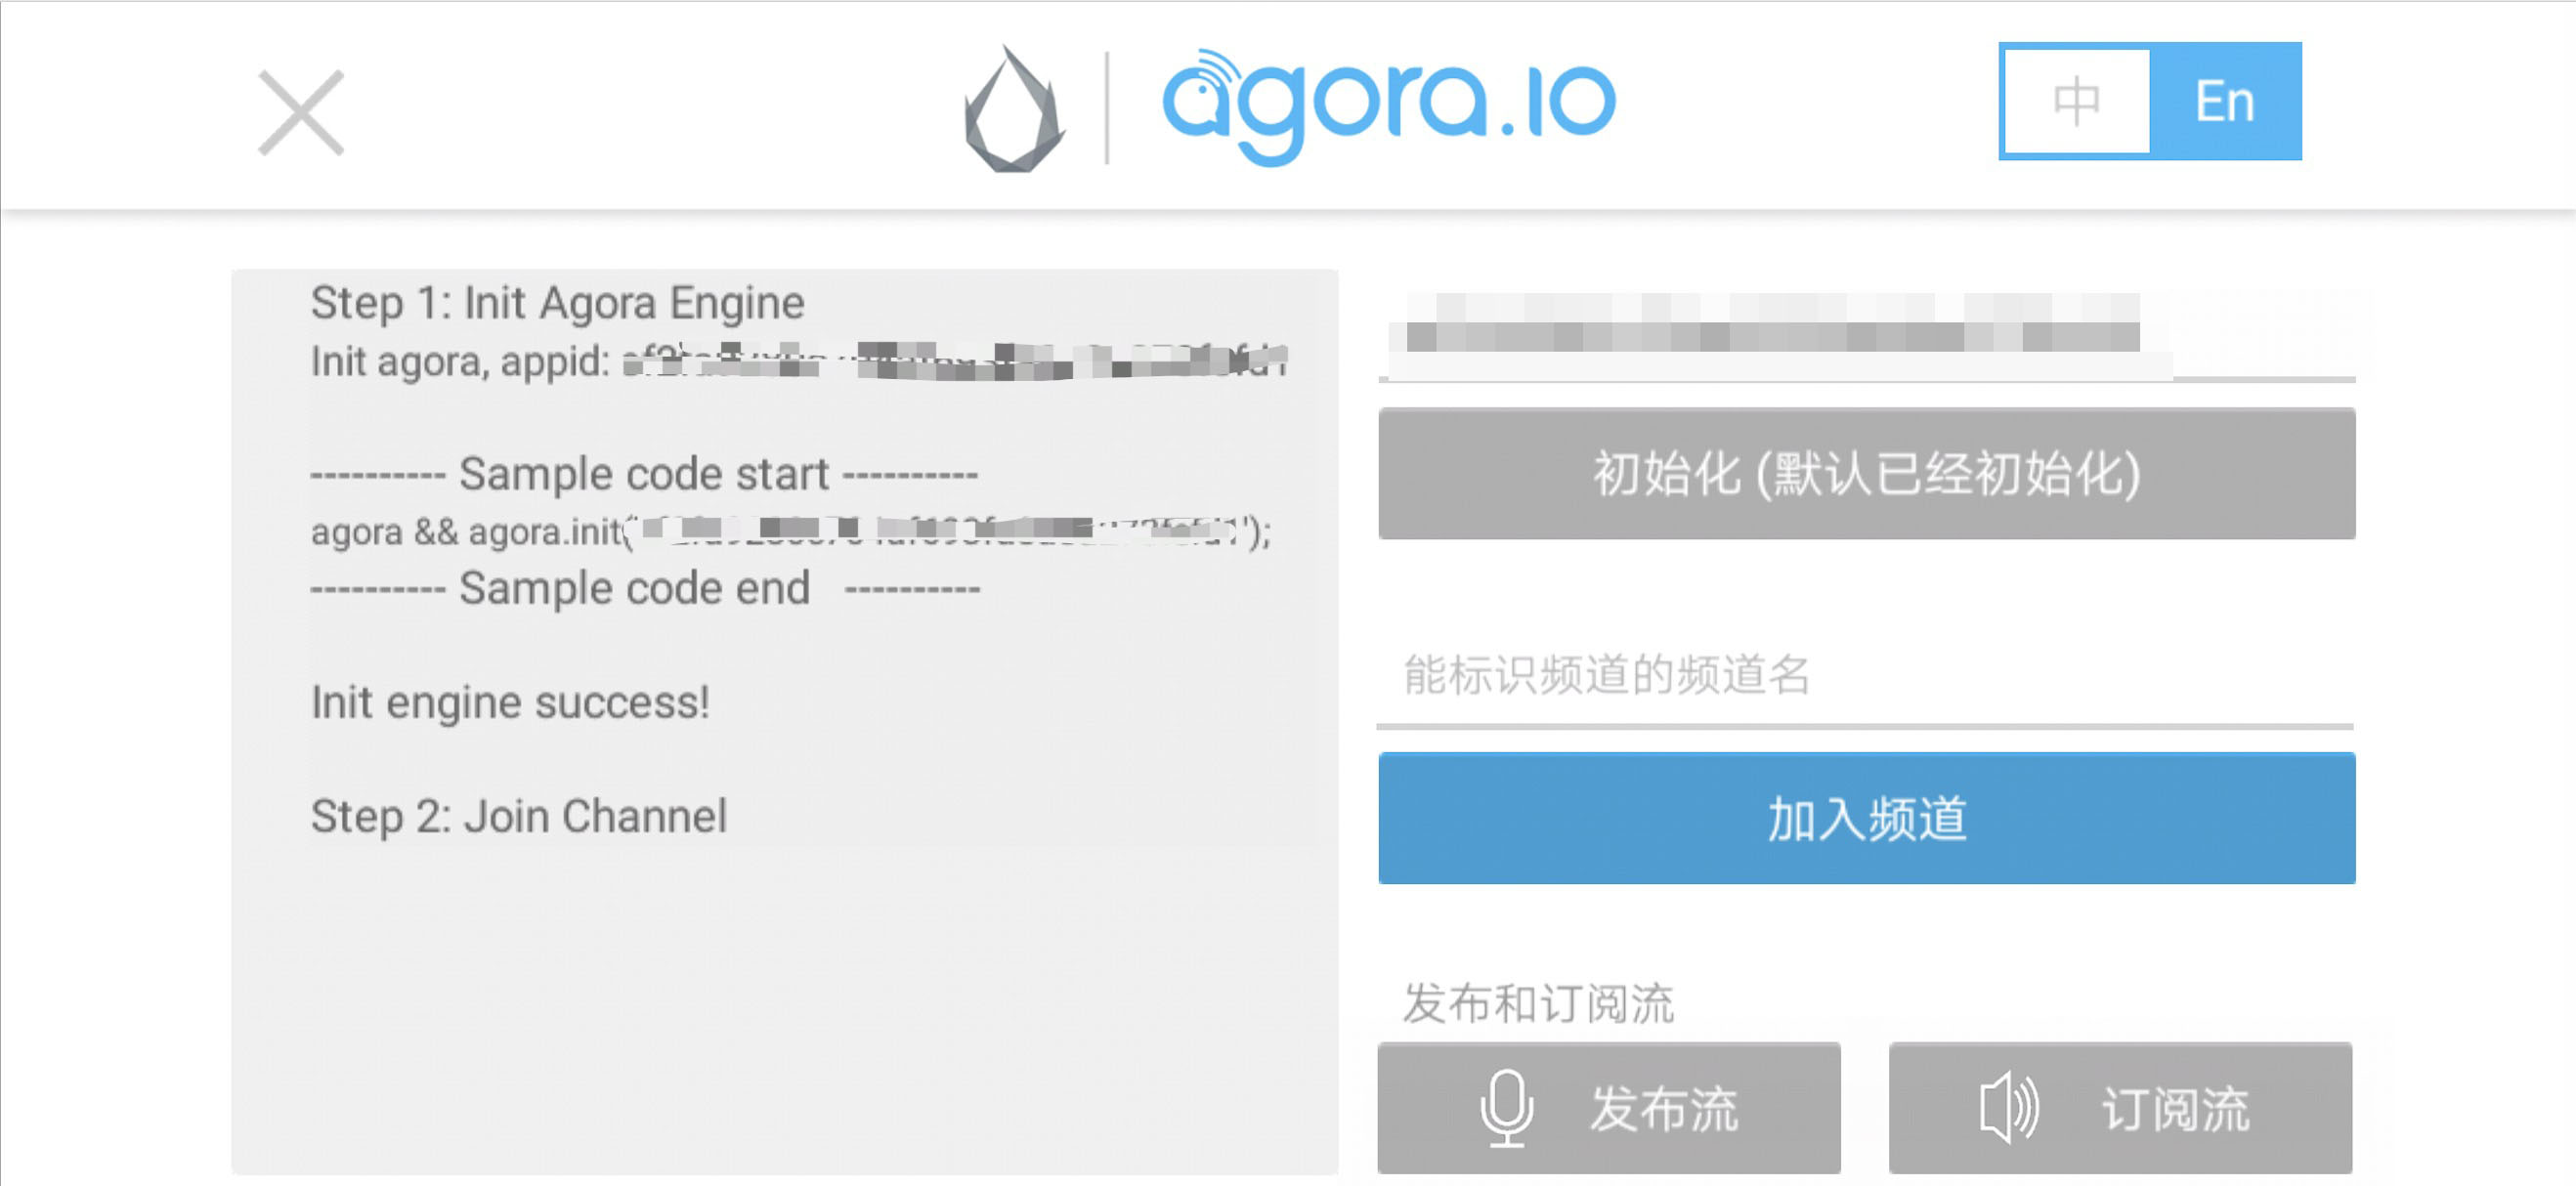 agora.io
中 En
Step 1: Init Agora Engine
Init agora, appid:
---------- Sample code start ----------
agora && agora.init( ');
---------- Sample code end ----------
Init engine success!
Step 2: Join Channel
初始化 (默认已经初始化)
能标识频道的频道名
加入频道
发布和订阅流
发布流
订阅流